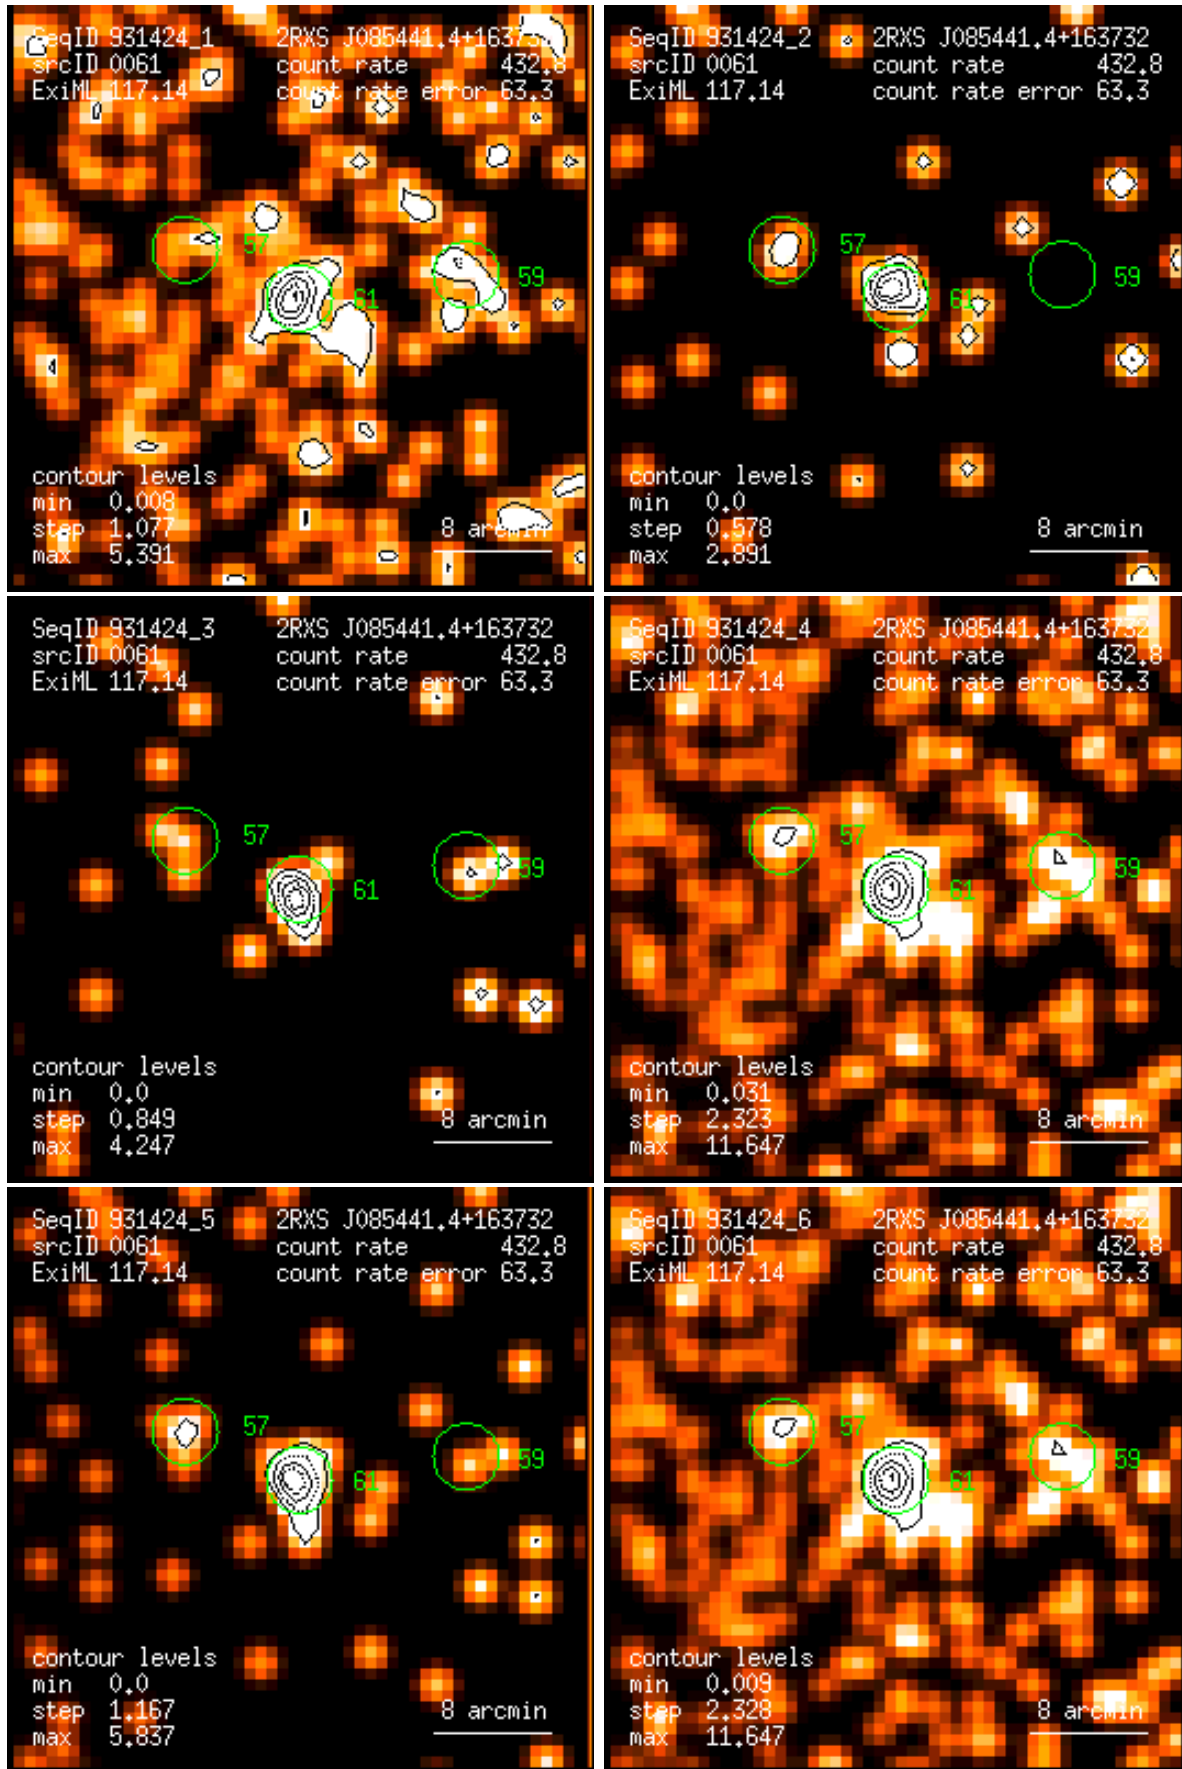 SeqID 931424_1 2RXS J085441.4+163732
srcID 0061 count rate 432.8
ExiML 117.14 count rate error 63.3
57
59
61
contour levels
min 0.008
step 1.077
max 5.391
8 arcmin
SeqID 931424_2 2RXS J085441.4+163732
srcID 0061 count rate 432.8
ExiML 117.14 count rate error 63.3
57
59
61
contour levels
min 0.0
step 0.578
max 2.891
8 arcmin
SeqID 931424_3 2RXS J085441.4+163732
srcID 0061 count rate 432.8
ExiML 117.14 count rate error 63.3
57
59
61
contour levels
min 0.0
step 0.849
max 4.247
8 arcmin
SeqID 931424_4 2RXS J085441.4+163732
srcID 0061 count rate 432.8
ExiML 117.14 count rate error 63.3
57
59
61
contour levels
min 0.031
step 2.323
max 11.647
8 arcmin
SeqID 931424_5 2RXS J085441.4+163732
srcID 0061 count rate 432.8
ExiML 117.14 count rate error 63.3
57
59
61
contour levels
min 0.0
step 1.167
max 5.837
8 arcmin
SeqID 931424_6 2RXS J085441.4+163732
srcID 0061 count rate 432.8
ExiML 117.14 count rate error 63.3
57
59
61
contour levels
min 0.009
step 2.328
max 11.647
8 arcmin